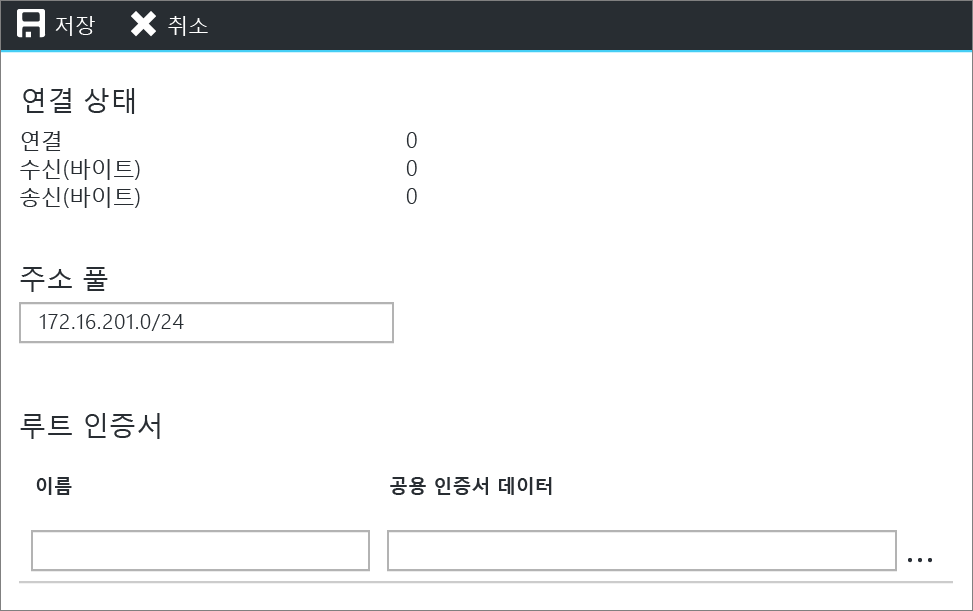 저장 취소
연결 상태
연결 0
수신(바이트) 0
송신(바이트) 0
주소 풀
172.16.201.0/24
루트 인증서
이름 공용 인증서 데이터
...